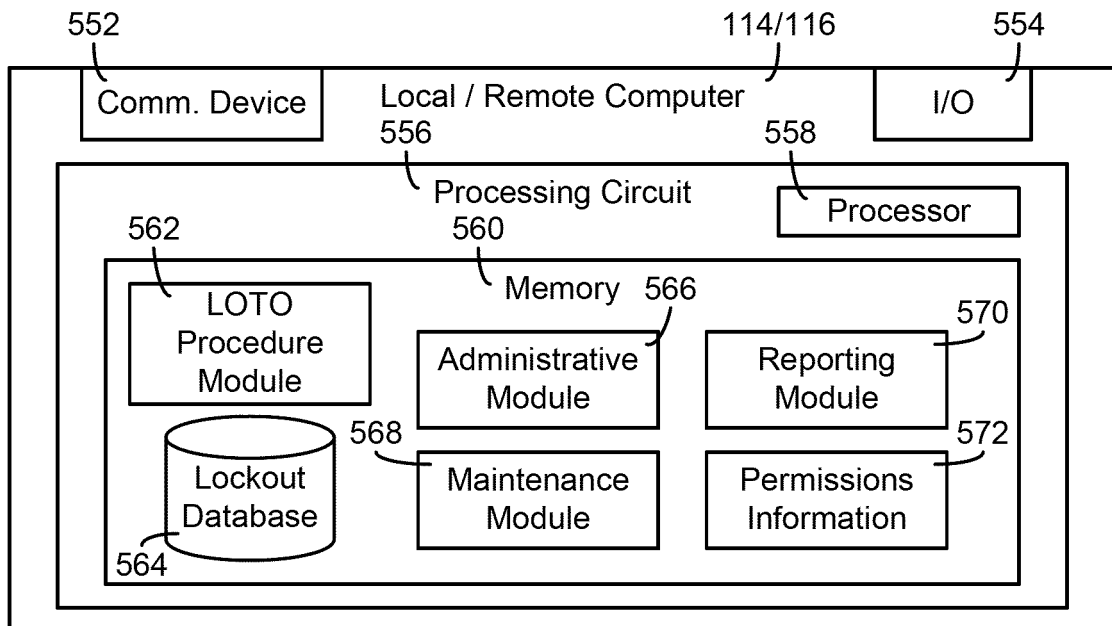 552
114/116
554
Comm. Device
Local / Remote Computer
I/O
556
558
Processing Circuit
Processor
562
560
Memory
566
570
LOTO
Procedure
Module
Administrative
Module
Reporting
Module
568
572
Lockout
Database
Maintenance
Module
Permissions
Information
564